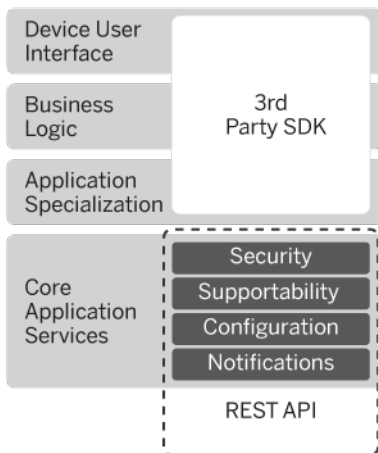 Device User
Interface
Business
Logic
3rd
Party SDK
Application
Specialization
Core
Application
Services
Security
Supportability
Configuration
Notifications
REST API